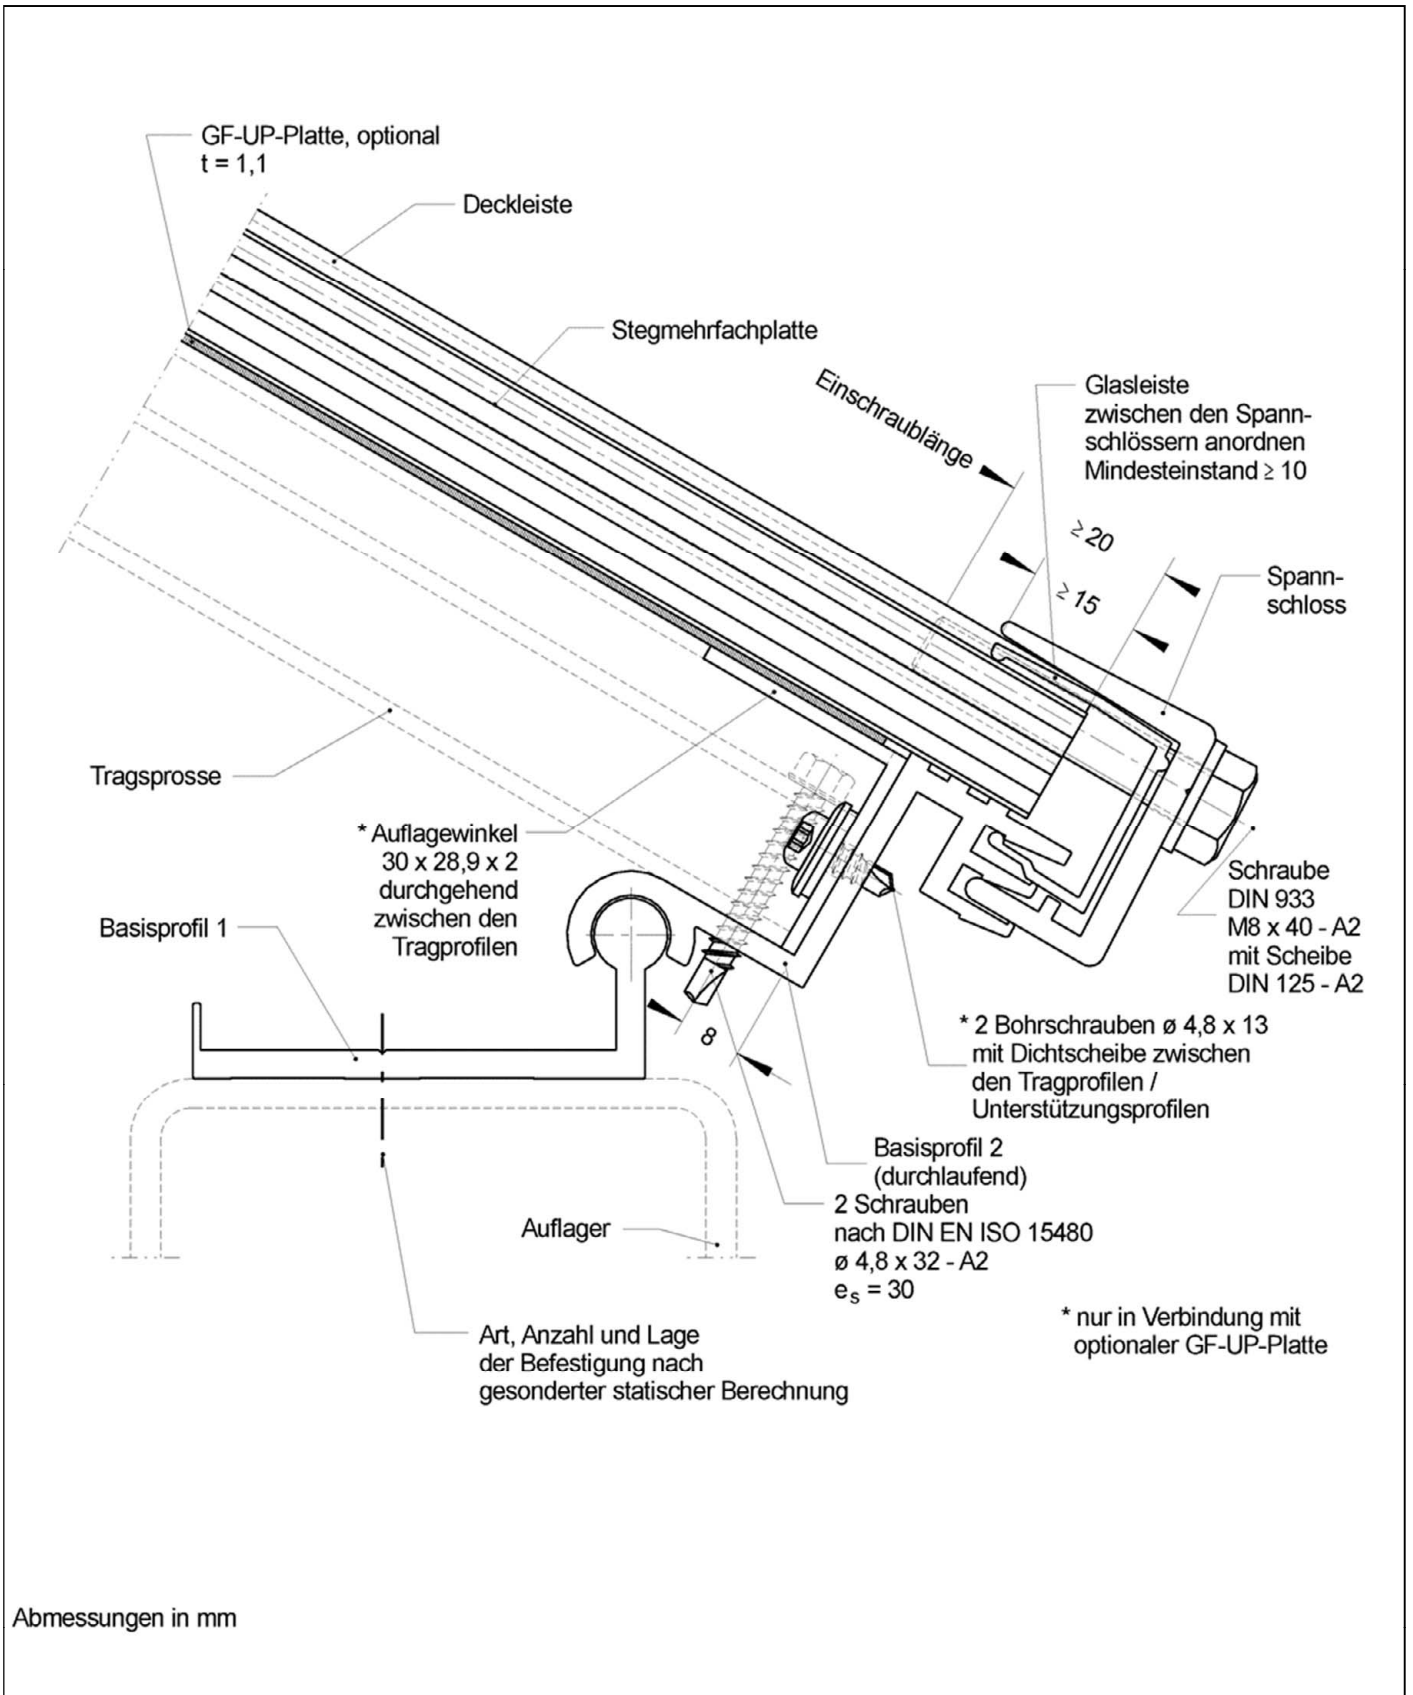 GF-UP-Platte, optional
t = 1,1
Deckleiste
Stegmehrfachplatte
Einschraublänge
Glasleiste
zwischen den Spann-
schlössern anordnen
Mindesteinstand ≥ 10
≥ 20
≥ 15
Spann-
schloss
Tragsprosse
* Auflagewinkel
30 x 28,9 x 2
durchgehend
zwischen den
Tragprofilen
Basisprofil 1
Schraube
DIN 933
M8 x 40 - A2
mit Scheibe
DIN 125 - A2
8
* 2 Bohrschrauben ø 4,8 x 13
mit Dichtscheibe zwischen
den Tragprofilen /
Unterstützungsprofilen
Basisprofil 2
(durchlaufend)
2 Schrauben
nach DIN EN ISO 15480
ø 4,8 x 32 - A2
es = 30
Auflager
* nur in Verbindung mit
optionaler GF-UP-Platte
Art, Anzahl und Lage
der Befestigung nach
gesonderter statischer Berechnung
Abmessungen in mm